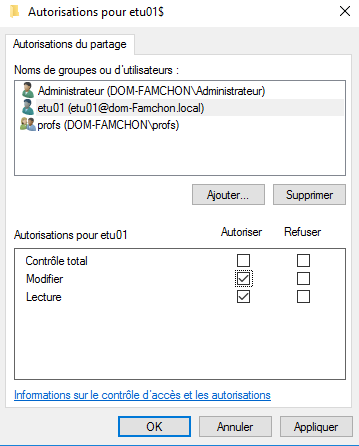 Autorisations pour etu01$
Autorisations du partage
Noms de groupes ou d'utilisateurs :
Administrateur (DOM-FAMCHON\Administrateur)
etu01 (etu01@dom-Famchon.local)
profs (DOM-FAMCHON\profs)
Ajouter... Supprimer
Autorisations pour etu01 Autoriser Refuser
Contrôle total
Modifier
Lecture
Informations sur le contrôle d'accès et les autorisations
OK Annuler Appliquer